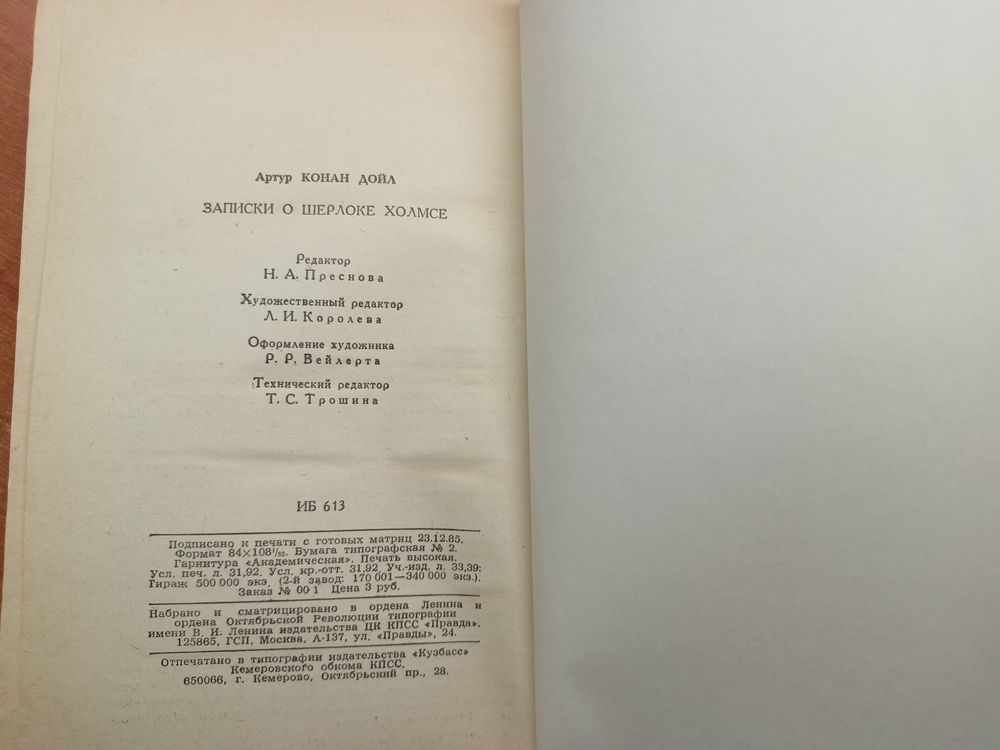 Артур КОНАН ДОЙЛ
ЗАПИСКИ О ШЕРЛОКЕ ХОЛМСЕ
Редактор
Н. А. Преснова
Художественный редактор
Л. И. Королева
Оформление художника
Р. Р. Вейлерта
Технический редактор
Т. С. Трошина
ИБ 613
Подписано к печати с готовых матриц 23.12.85.
Формат 84×108¹/₃₂. Бумага типографская № 2.
Гарнитура «Академическая». Печать высокая.
Усл. печ. л. 31,92. Усл. кр.-отт. 31,92. Уч.-изд. л. 33,39.
Тираж 500 000 экз. (2-й завод: 170 001—340 000 экз.).
Заказ № 001 Цена 3 руб.
Набрано и сматрицировано в ордена Ленина и
ордена Октябрьской Революции типографии
имени В. И. Ленина издательства ЦК КПСС «Правда».
125865, ГСП, Москва, А-137, ул. «Правды», 24.
Отпечатано в типографии издательства «Кузбасс»
Кемеровского обкома КПСС.
650066, г. Кемерово, Октябрьский пр., 28.